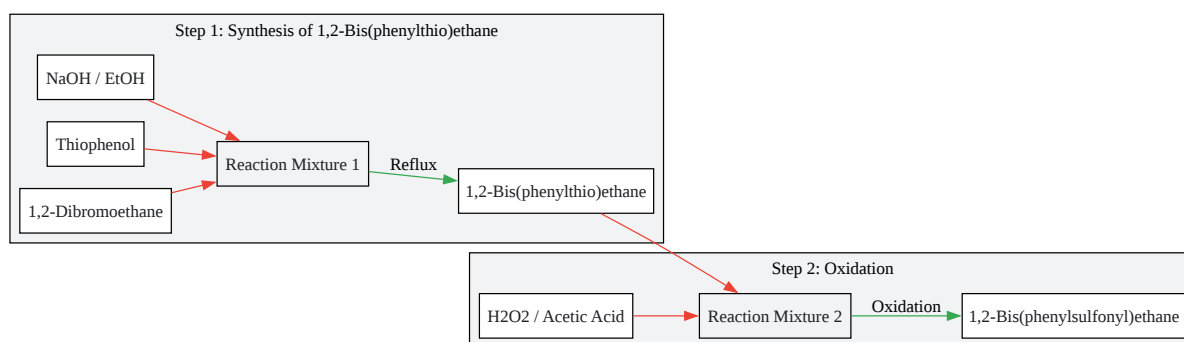 Step 1: Synthesis of 1,2-Bis(phenylthio)ethane
NaOH / EtOH
Thiophenol
1,2-Dibromoethane
Reaction Mixture 1
Reflux
1,2-Bis(phenylthio)ethane
Step 2: Oxidation
H2O2 / Acetic Acid
Reaction Mixture 2
Oxidation
1,2-Bis(phenylsulfonyl)ethane